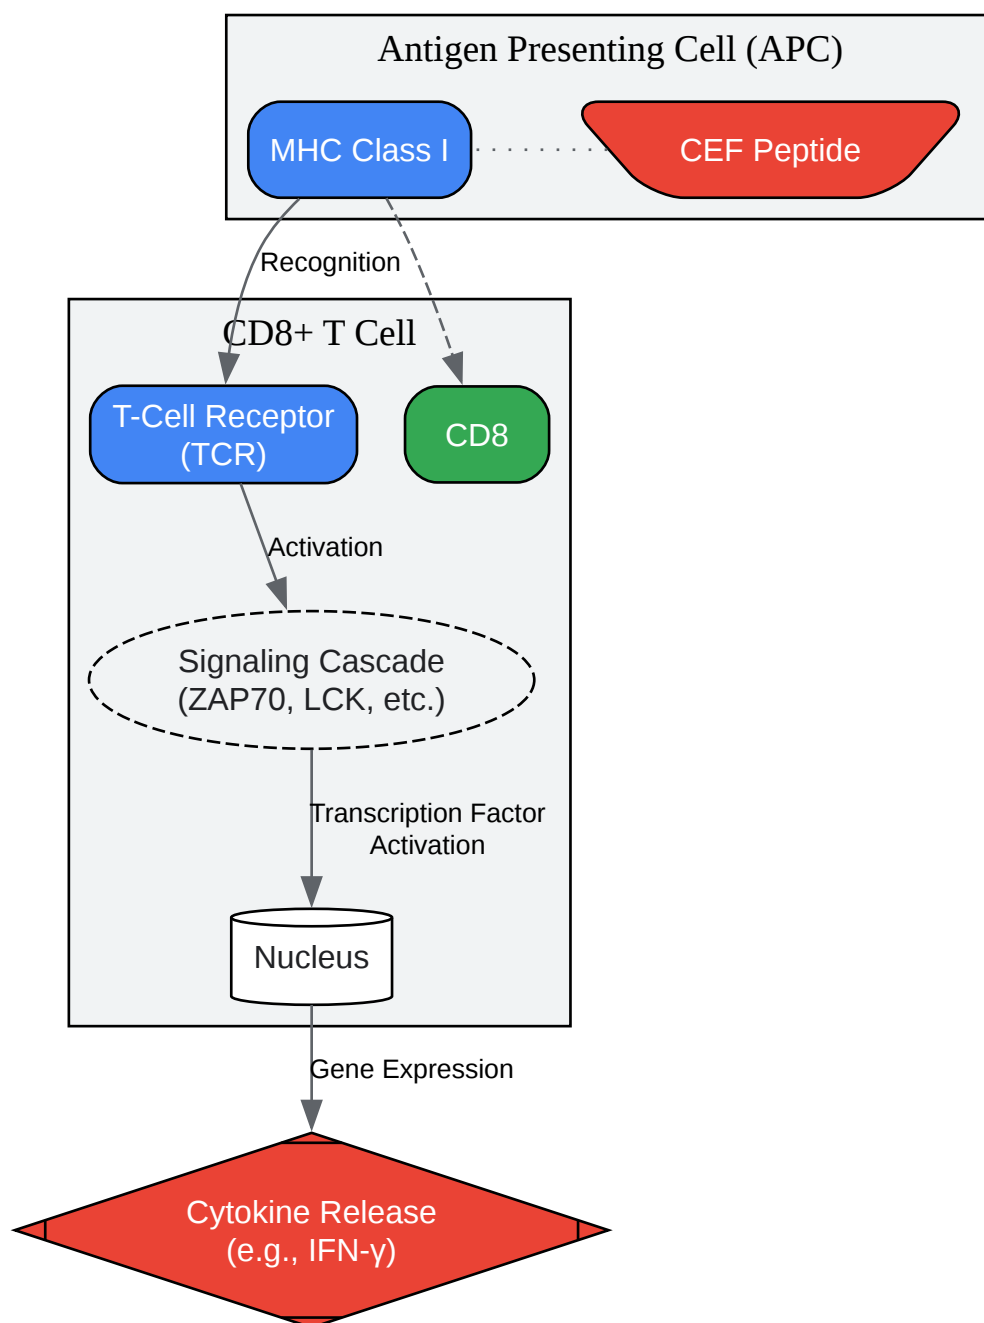 Antigen Presenting Cell (APC)
MHC Class I
CEF Peptide
Recognition
CD8+ T Cell
T-Cell Receptor
(TCR)
CD8
Activation
Signaling Cascade
(ZAP70, LCK, etc.)
Transcription Factor
Activation
Nucleus
Gene Expression
Cytokine Release
(e.g., IFN-γ)